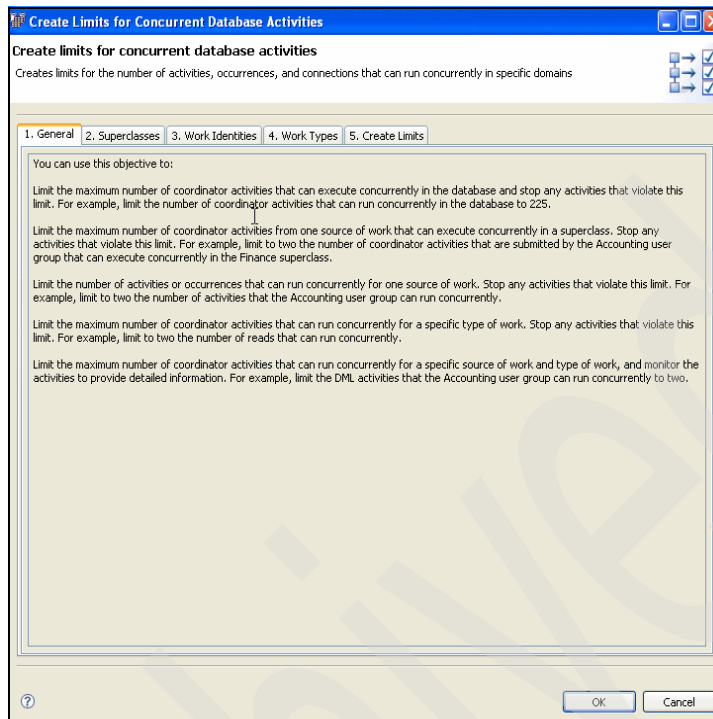 Create Limits for Concurrent Database Activities
Create limits for concurrent database activities
Creates limits for the number of activities, occurrences, and connections that can run concurrently in specific domains
1. General 2. Superclasses 3. Work Identities 4. Work Types 5. Create Limits
You can use this objective to:
Limit the maximum number of coordinator activities that can execute concurrently in the database and stop any activities that violate this
limit. For example, limit the number of coordinator activities that can run concurrently in the database to 225.
Limit the maximum number of coordinator activities from one source of work that can execute concurrently in a superclass. Stop any
activities that violate this limit. For example, limit to two the number of coordinator activities that are submitted by the Accounting user
group that can execute concurrently in the Finance superclass.
Limit the number of activities or occurrences that can run concurrently for one source of work. Stop any activities that violate this limit. For
example, limit to two the number of activities that the Accounting user group can run concurrently.
Limit the maximum number of coordinator activities that can run concurrently for a specific type of work. Stop any activities that violate this
limit. For example, limit to two the number of reads that can run concurrently.
Limit the maximum number of coordinator activities that can run concurrently for a specific source of work and type of work, and monitor the
activities to provide detailed information. For example, limit the DML activities that the Accounting user group can run concurrently to two.
? OK Cancel